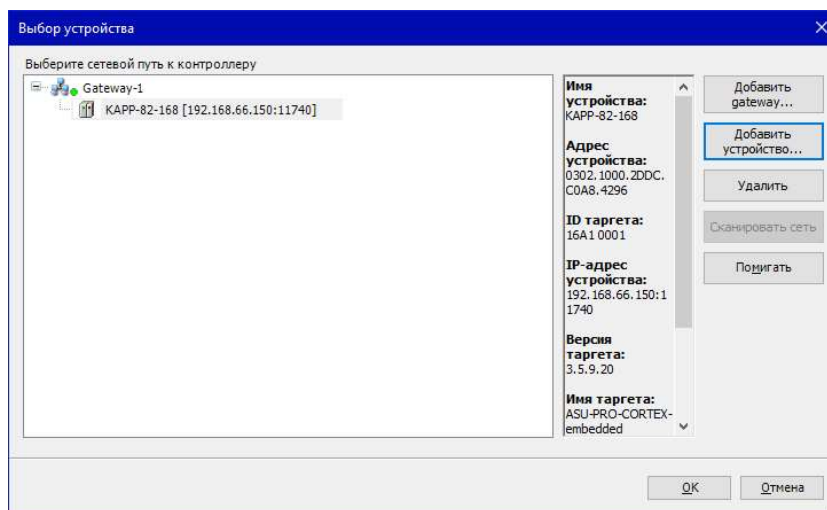 Выбор устройства
Выберите сетевой путь к контроллеру
Gateway-1
KAPP-82-168 [192.168.66.150:11740]
Имя
устройства:
KAPP-82-168
Адрес
устройства:
0302.1000.2DDC.
C0A8.4296
ID таргета:
16A1 0001
IP-адрес
устройства:
192.168.66.150:1
1740
Версия
таргета:
3.5.9.20
Имя таргета:
ASU-PRO-CORTEX-
embedded
Добавить
gateway...
Добавить
устройство...
Удалить
Сканировать сеть
Помигать
OK
Отмена